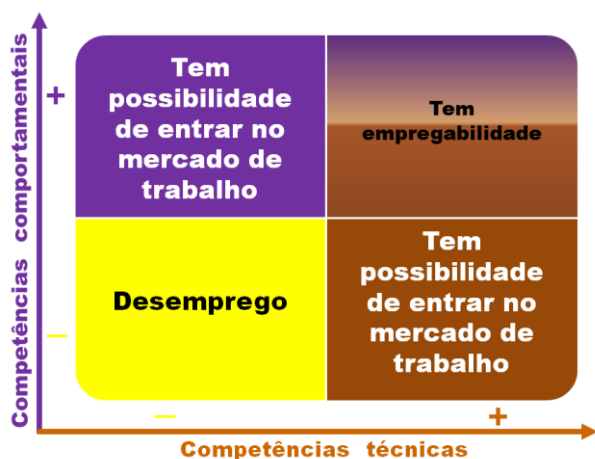 Competências comportamentais
+
Tem
possibilidade
de entrar no
mercado de
trabalho
Tem
empregabilidade
–
Desemprego
Tem
possibilidade
de entrar no
mercado de
trabalho
–
+
Competências técnicas